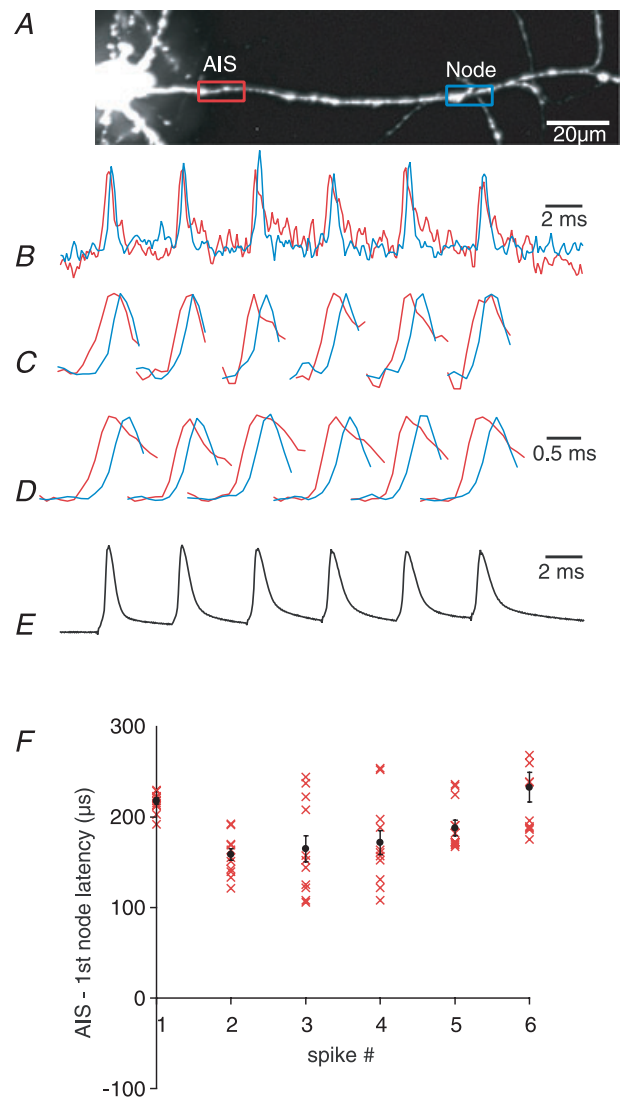 A
AIS
Node
20µm
B
2 ms
C
D
0.5 ms
E
2 ms
F
AIS - 1st node latency (µs)
300
200
100
0
-100
1 2 3 4 5 6
spike #